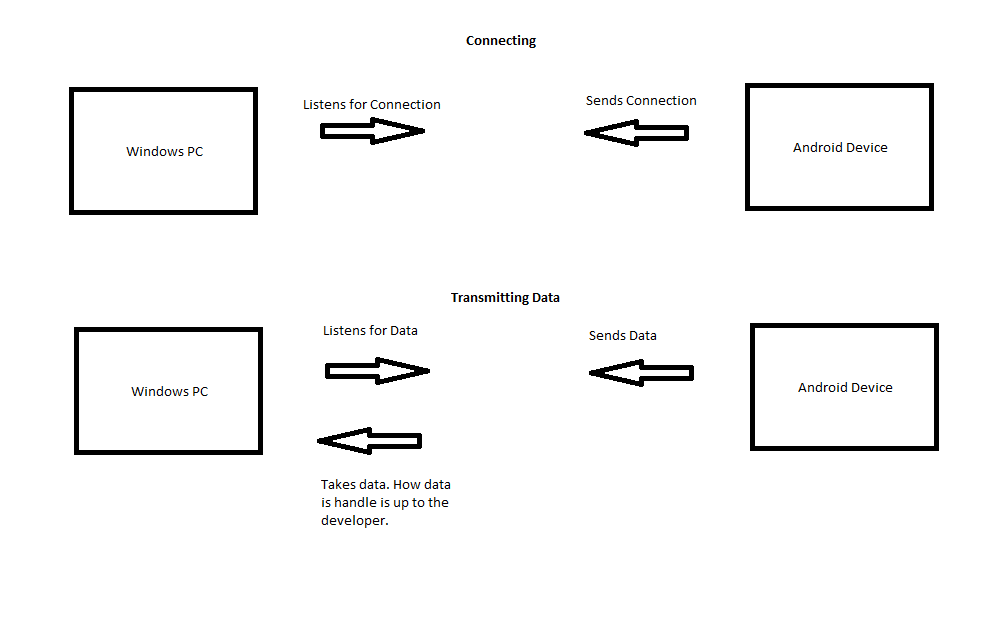 Connecting
Listens for Connection
Sends Connection
Windows PC
Android Device
Transmitting Data
Listens for Data
Sends Data
Windows PC
Android Device
Takes data. How data
is handle is up to the
developer.